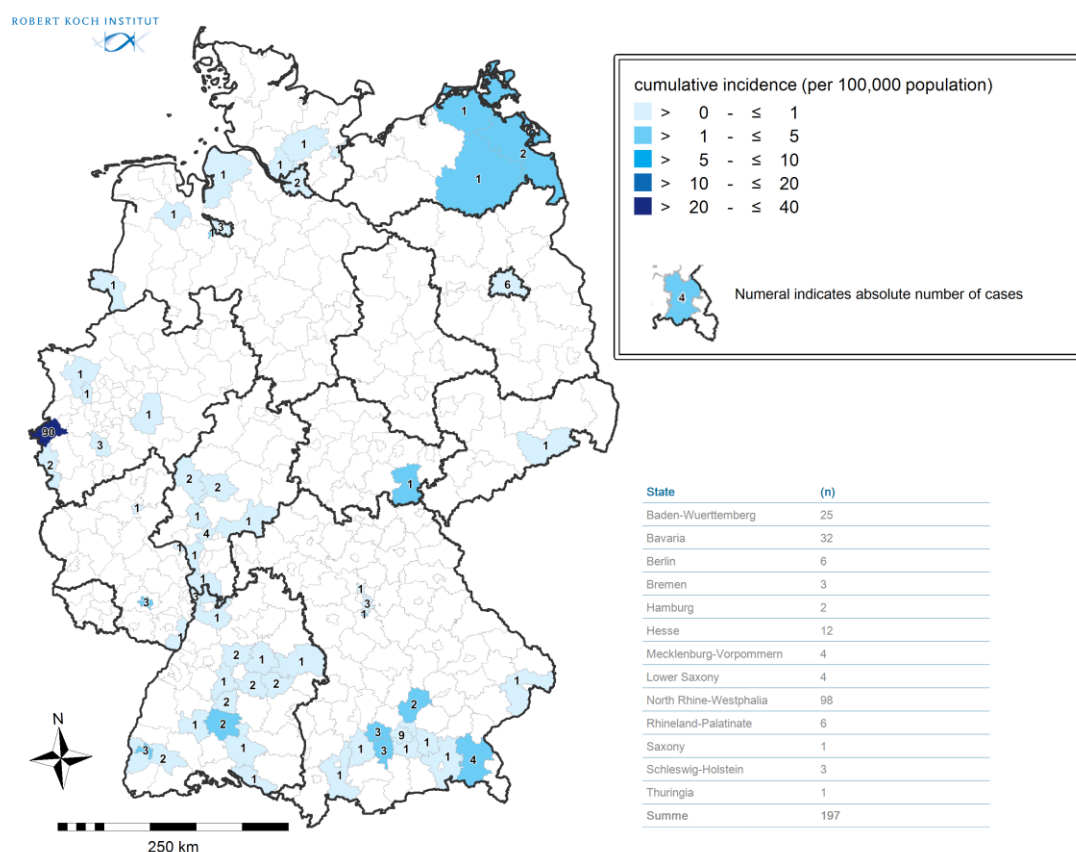 ROBERT KOCH INSTITUT
cumulative incidence (per 100,000 population)
> 0 - ≤ 1
> 1 - ≤ 5
> 5 - ≤ 10
> 10 - ≤ 20
> 20 - ≤ 40
4 Numeral indicates absolute number of cases
1
1
2
1
1
1
2
1
1
1 3
6
1
1
1
1
90
3
2
1
2
2
1
1
1
1
4
1
1
1
3
1
1
1
3
1
2
1
1
1
2
2
2
1
2
1
2
3
2
1
1
3
3
9
1
1
1
1
1
4
N
250 km
State (n)
Baden-Wuerttemberg 25
Bavaria 32
Berlin 6
Bremen 3
Hamburg 2
Hesse 12
Mecklenburg-Vorpommern 4
Lower Saxony 4
North Rhine-Westphalia 98
Rhineland-Palatinate 6
Saxony 1
Schleswig-Holstein 3
Thuringia 1
Summe 197